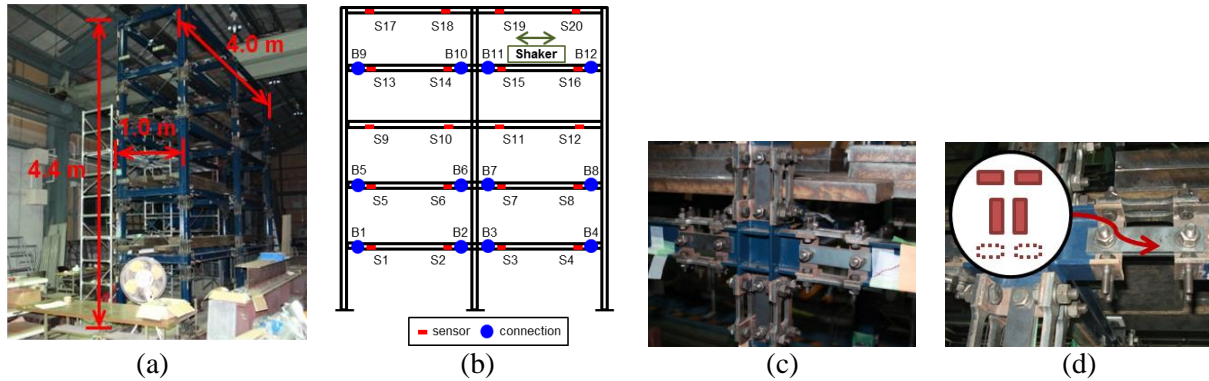 4.0 m
1.0 m
4.4 m
S17 S18 S19 S20
Shaker
B9 B10 B11 B12
S13 S14 S15 S16
S9 S10 S11 S12
B5 B6 B7 B8
S5 S6 S7 S8
B1 B2 B3 B4
S1 S2 S3 S4
sensor connection
(a) (b) (c) (d)